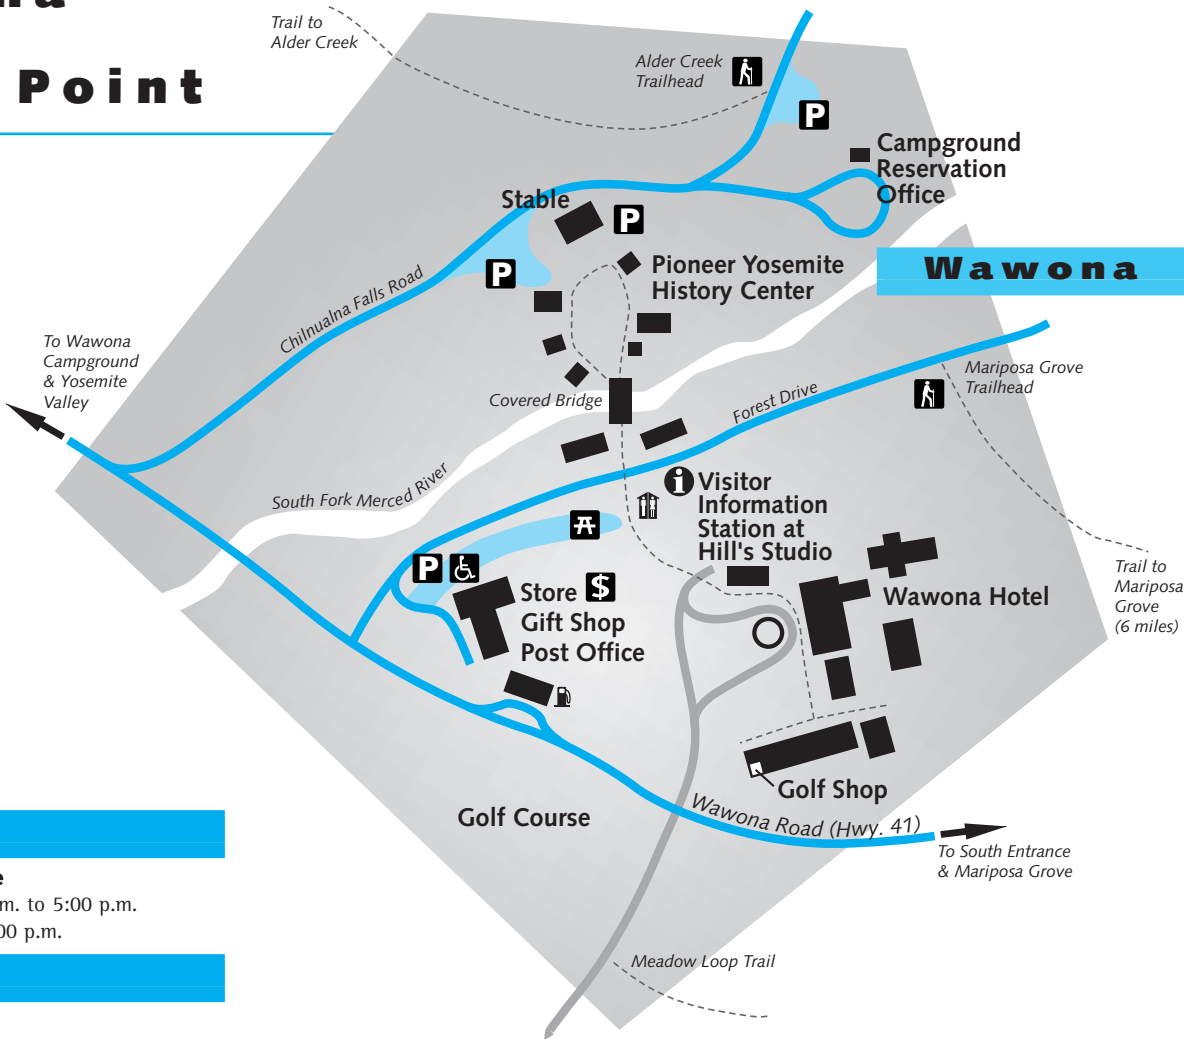 Point
Trail to
Alder Creek
Alder Creek
Trailhead
P
Campground
Reservation
Office
Stable
P
P
Pioneer Yosemite
History Center
Wawona
Chilnualna Falls Road
To Wawona
Campground
& Yosemite
Valley
Covered Bridge
Forest Drive
Mariposa Grove
Trailhead
South Fork Merced River
i Visitor
Information
Station at
Hill's Studio
P
Store $
Gift Shop
Post Office
Wawona Hotel
Trail to
Mariposa
Grove
(6 miles)
Golf Shop
Golf Course
Wawona Road (Hwy. 41)
To South Entrance
& Mariposa Grove
m. to 5:00 p.m.
00 p.m.
Meadow Loop Trail